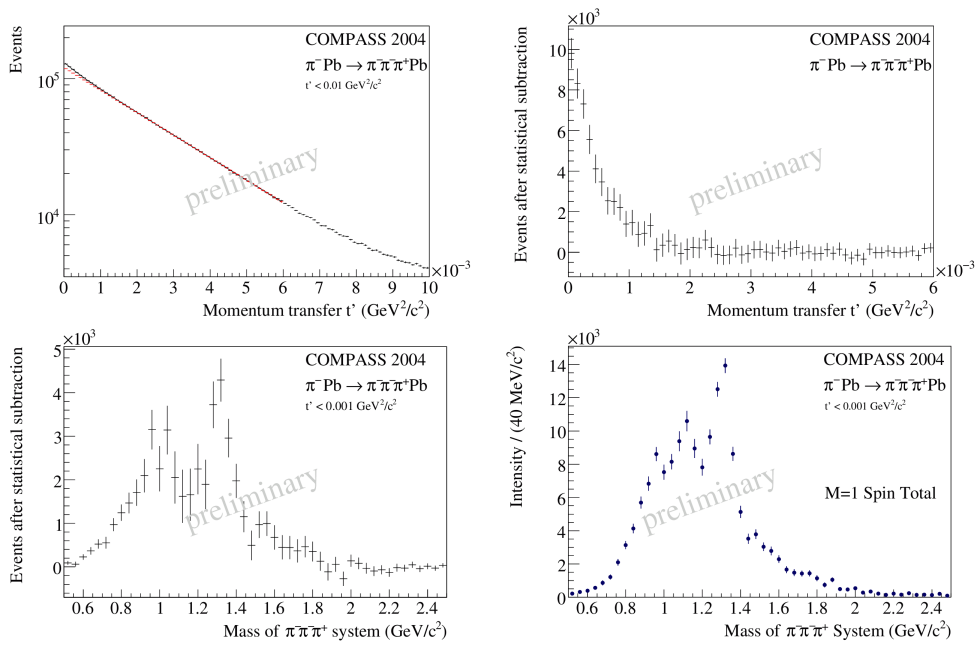 COMPASS 2004
π⁻Pb → π⁻π⁻π⁺Pb
t' < 0.01 GeV²/c²
preliminary
Events
10⁵
10⁴
0 1 2 3 4 5 6 7 8 9 10
×10⁻³
Momentum transfer t' (GeV²/c²)
×10³
COMPASS 2004
π⁻Pb → π⁻π⁻π⁺Pb
preliminary
Events after statistical subtraction
10
8
6
4
2
0
0 1 2 3 4 5 6
×10⁻³
Momentum transfer t' (GeV²/c²)
×10³
COMPASS 2004
π⁻Pb → π⁻π⁻π⁺Pb
t' < 0.001 GeV²/c²
preliminary
Events after statistical subtraction
5
4
3
2
1
0
0.6 0.8 1 1.2 1.4 1.6 1.8 2 2.2 2.4
Mass of π⁻π⁻π⁺ system (GeV/c²)
×10³
COMPASS 2004
π⁻Pb → π⁻π⁻π⁺Pb
t' < 0.001 GeV²/c²
M=1 Spin Total
preliminary
Intensity / (40 MeV/c²)
14
12
10
8
6
4
2
0
0.6 0.8 1 1.2 1.4 1.6 1.8 2 2.2 2.4
Mass of π⁻π⁻π⁺ System (GeV/c²)